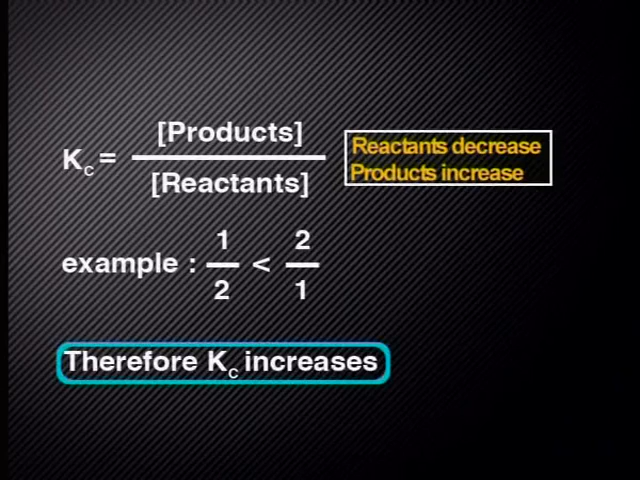 [Products]
Kc =
[Reactants]
Reactants decrease
Products increase
example : 1/2 < 2/1
Therefore Kc increases